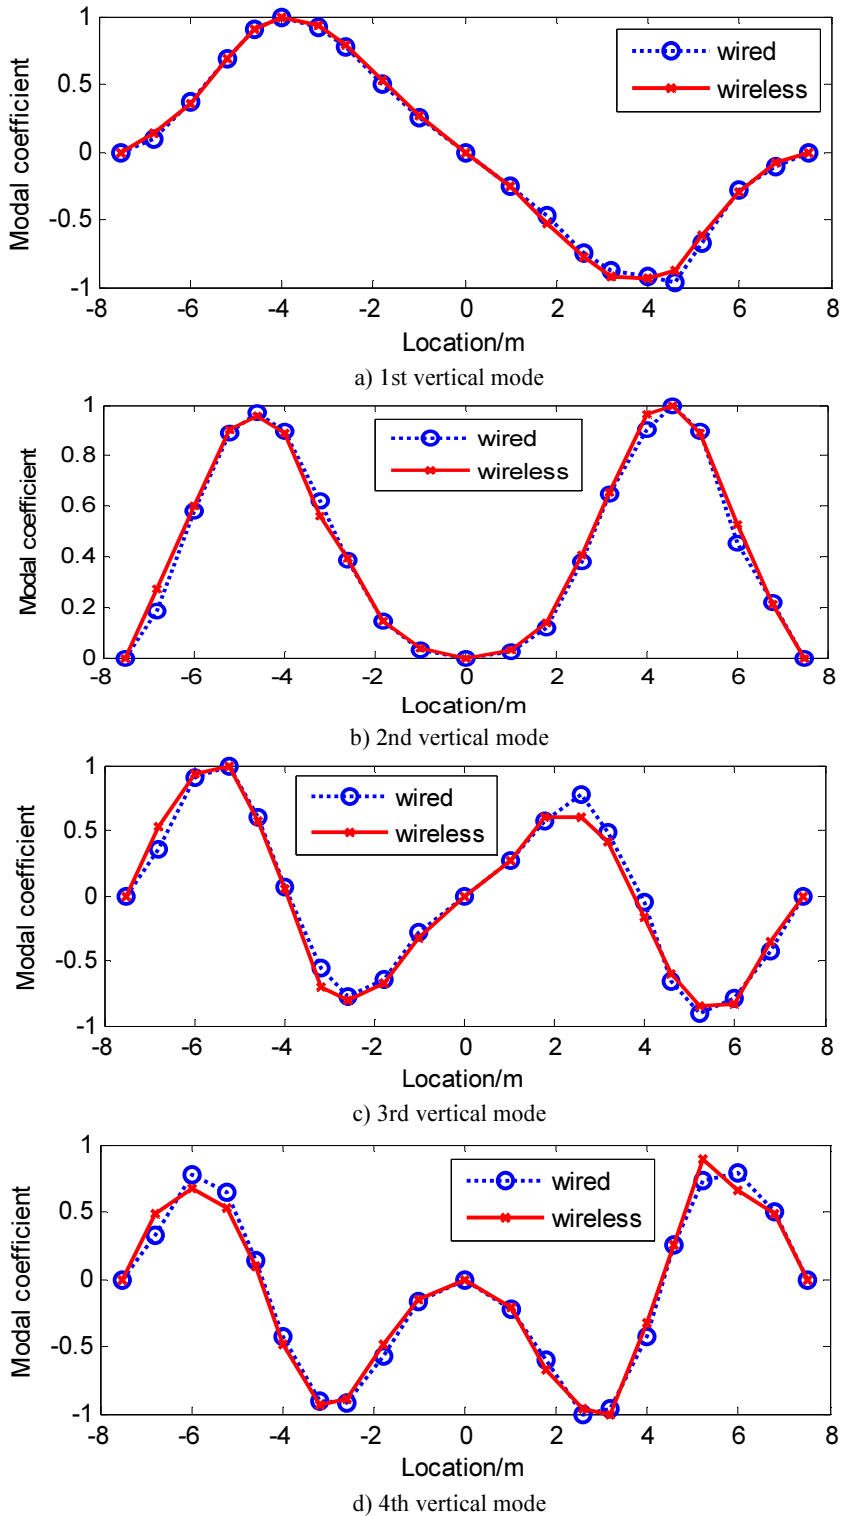 1
0.5
0
-0.5
-1
Modal coefficient
wired
wireless
-8 -6 -4 -2 0 2 4 6 8
Location/m
a) 1st vertical mode
1
0.8
0.6
0.4
0.2
0
Modal coefficient
wired
wireless
-8 -6 -4 -2 0 2 4 6 8
Location/m
b) 2nd vertical mode
1
0.5
0
-0.5
-1
Modal coefficient
wired
wireless
-8 -6 -4 -2 0 2 4 6 8
Location/m
c) 3rd vertical mode
1
0.5
0
-0.5
-1
Modal coefficient
wired
wireless
-8 -6 -4 -2 0 2 4 6 8
Location/m
d) 4th vertical mode